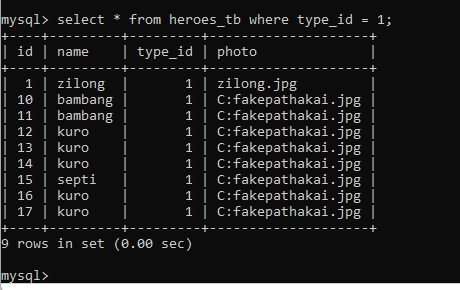 mysql> select * from heroes_tb where type_id = 1;
+----+---------+---------+--------------------+
| id | name    | type_id | photo              |
+----+---------+---------+--------------------+
|  1 | zilong  |       1 | zilong.jpg         |
| 10 | bambang |       1 | C:fakepathakai.jpg |
| 11 | bambang |       1 | C:fakepathakai.jpg |
| 12 | kuro    |       1 | C:fakepathakai.jpg |
| 13 | kuro    |       1 | C:fakepathakai.jpg |
| 14 | kuro    |       1 | C:fakepathakai.jpg |
| 15 | septi   |       1 | C:fakepathakai.jpg |
| 16 | kuro    |       1 | C:fakepathakai.jpg |
| 17 | kuro    |       1 | C:fakepathakai.jpg |
+----+---------+---------+--------------------+
9 rows in set (0.00 sec)
mysql>